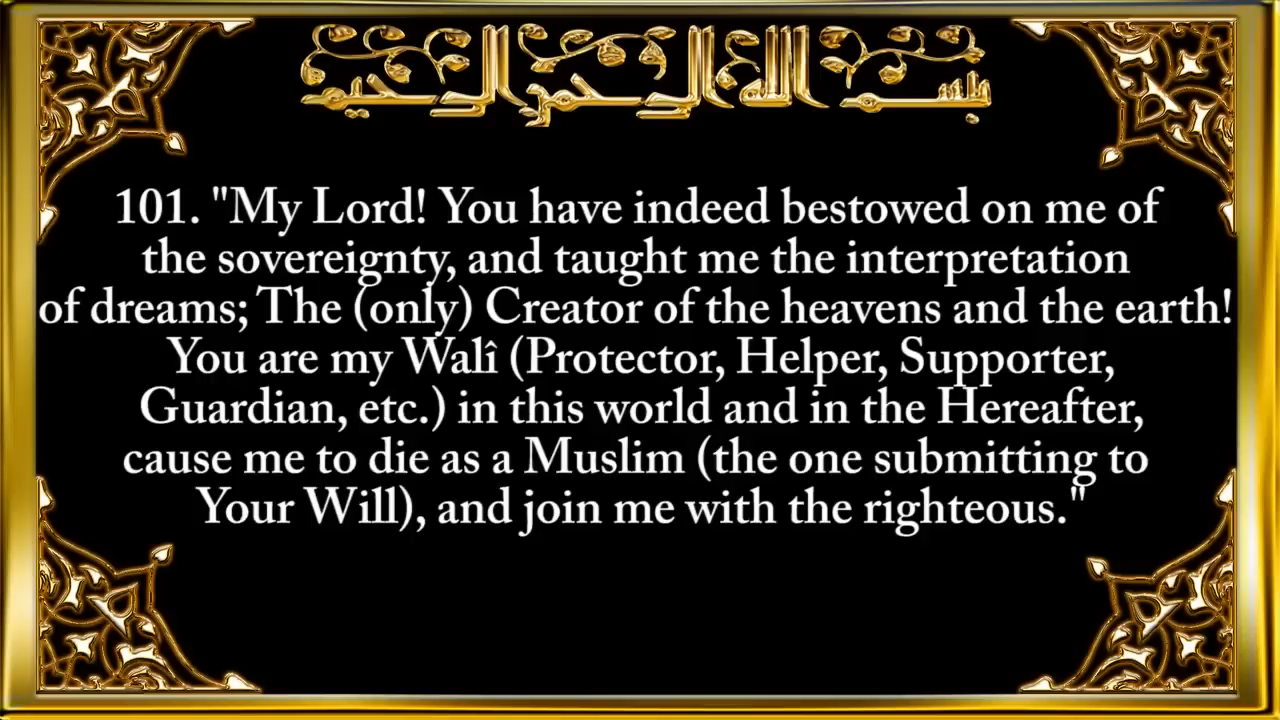 بسم الله الرحمن الرحيم
101. "My Lord! You have indeed bestowed on me of
the sovereignty, and taught me the interpretation
of dreams; The (only) Creator of the heavens and the earth!
You are my Walî (Protector, Helper, Supporter,
Guardian, etc.) in this world and in the Hereafter,
cause me to die as a Muslim (the one submitting to
Your Will), and join me with the righteous."